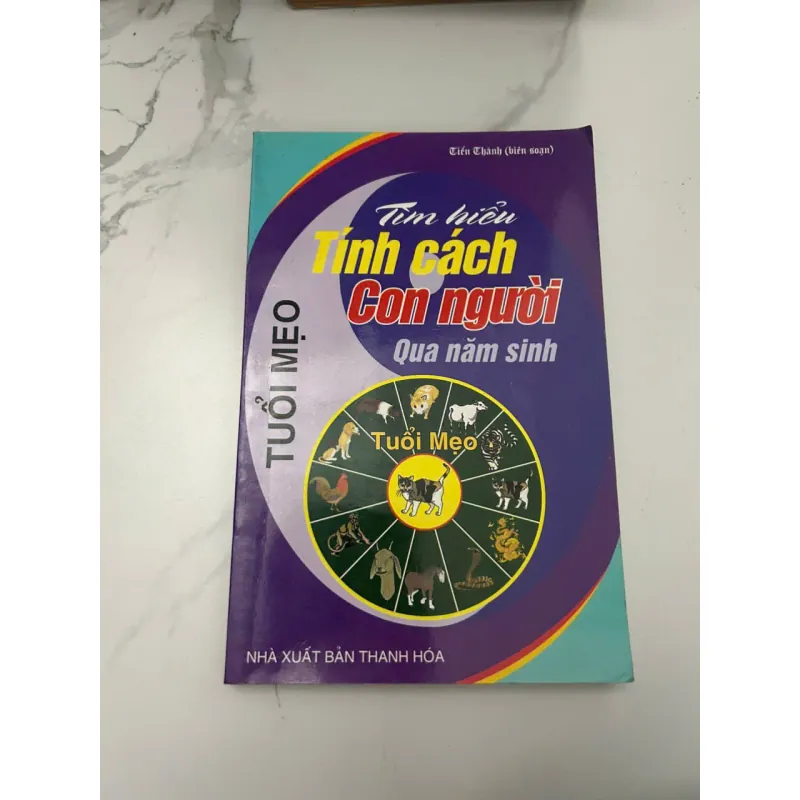 Tiến Thành (biên soạn)
Tìm hiểu
Tính cách
Con người
Qua năm sinh
TUỔI MẸO
Tuổi Mẹo
NHÀ XUẤT BẢN THANH HÓA